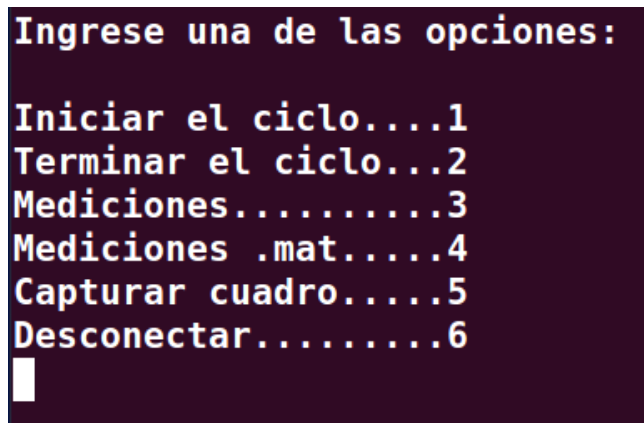 Ingrese una de las opciones:
Iniciar el ciclo....1
Terminar el ciclo...2
Mediciones..........3
Mediciones .mat.....4
Capturar cuadro.....5
Desconectar.........6